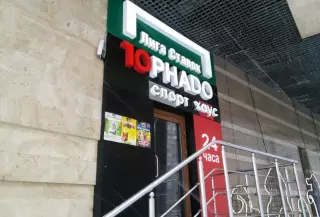 Лига Ставок
ТОРНАДО
спорт хаус
24
часа